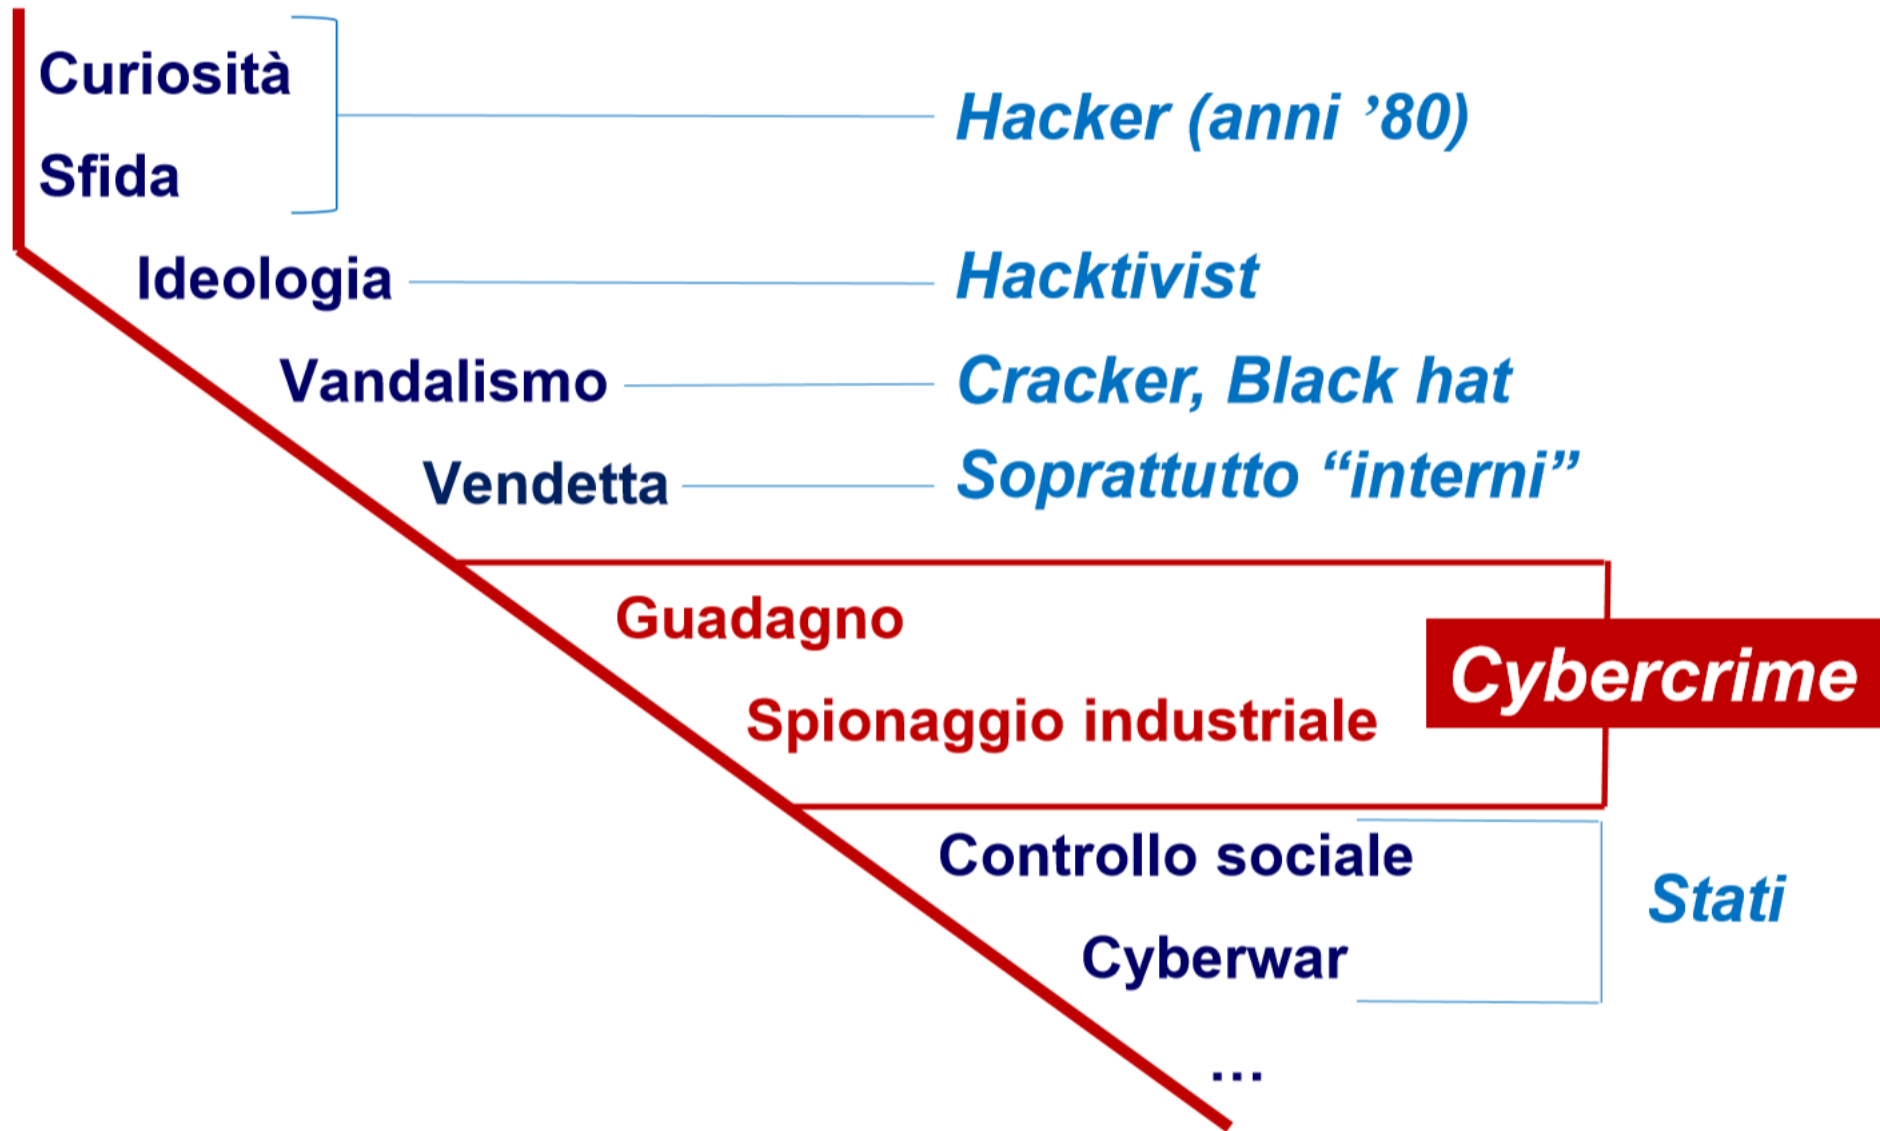 Curiosità
Hacker (anni ’80)
Sfida
Ideologia
Hacktivist
Vandalismo
Cracker, Black hat
Vendetta
Soprattutto “interni”
Guadagno
Cybercrime
Spionaggio industriale
Controllo sociale
Stati
Cyberwar
...